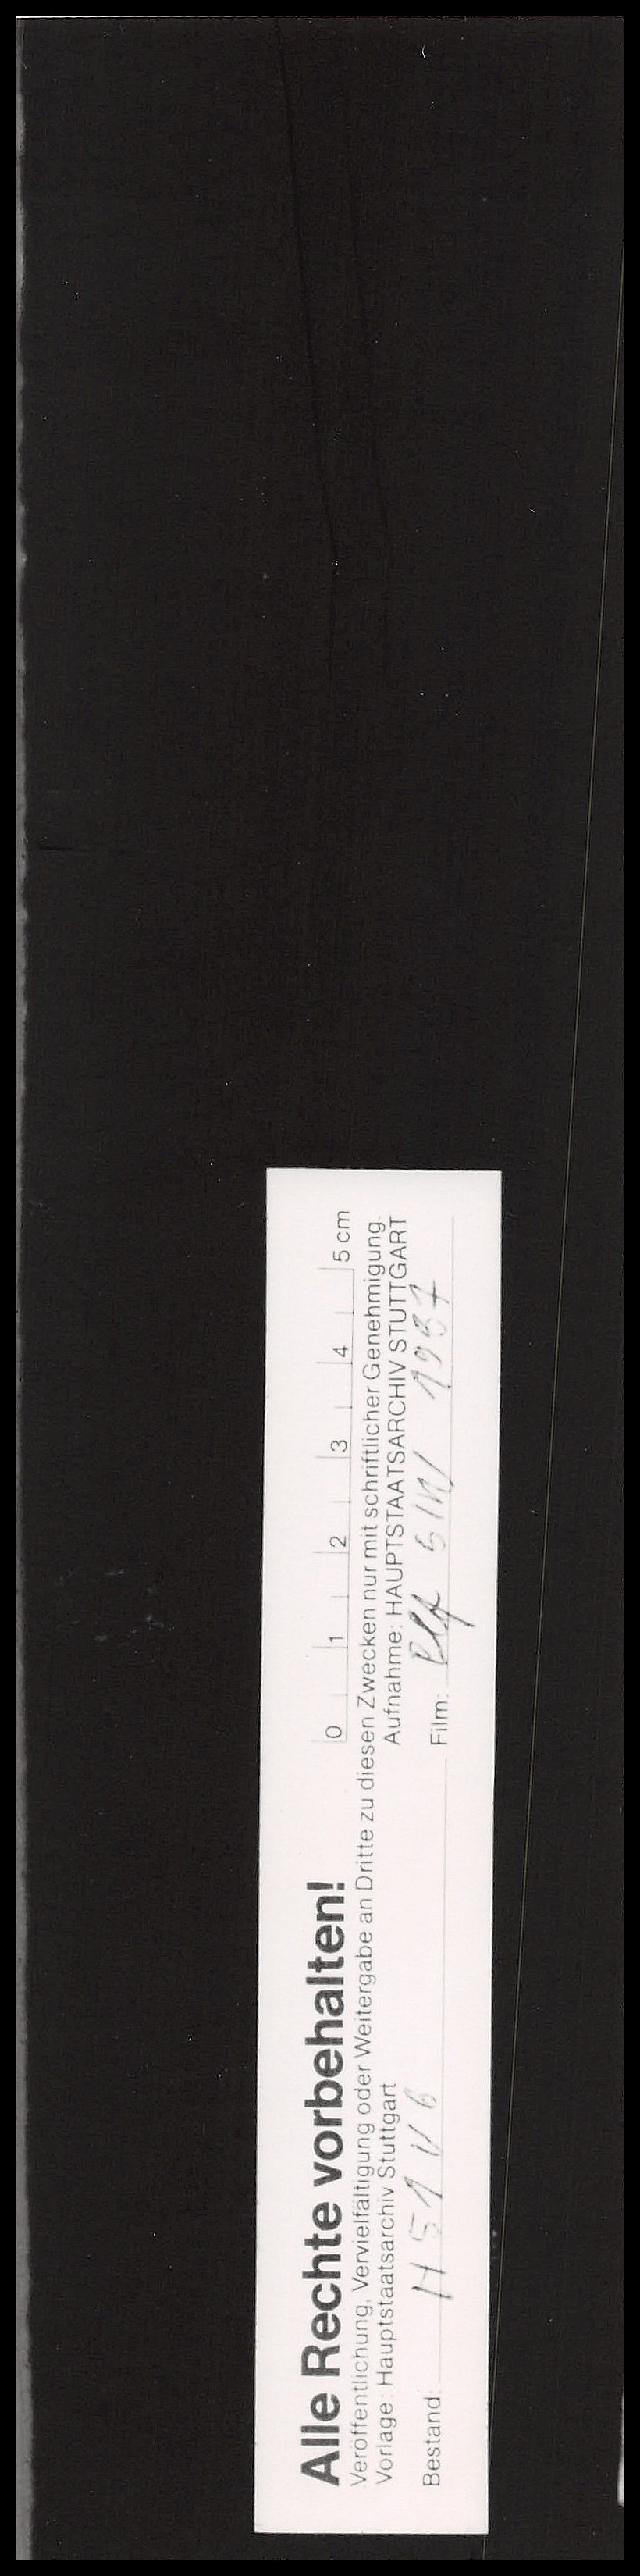 Alle Rechte vorbehalten!
0 1 2 3 4 5 cm
Veröffentlichung, Vervielfältigung oder Weitergabe an Dritte zu diesen Zwecken nur mit schriftlicher Genehmigung.
Vorlage: Hauptstaatsarchiv Stuttgart
Aufnahme: HAUPTSTAATSARCHIV STUTTGART
Bestand: H 51 U 6
Film: